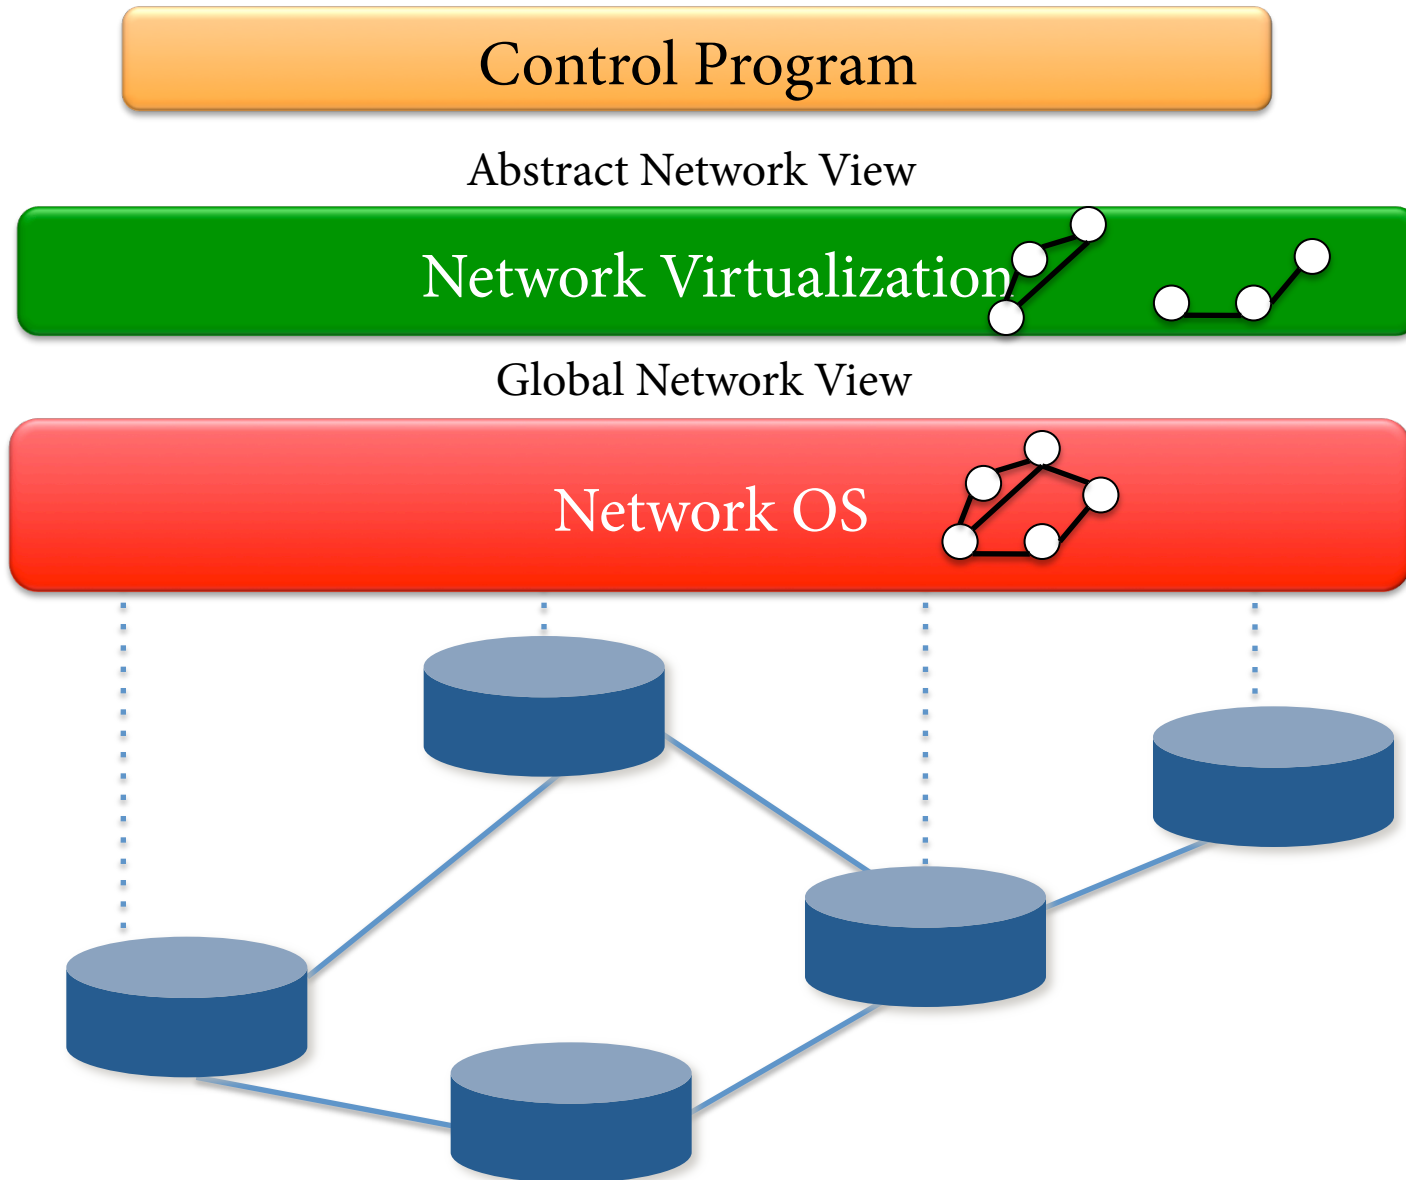 Control Program
Abstract Network View
Network Virtualization
Global Network View
Network OS